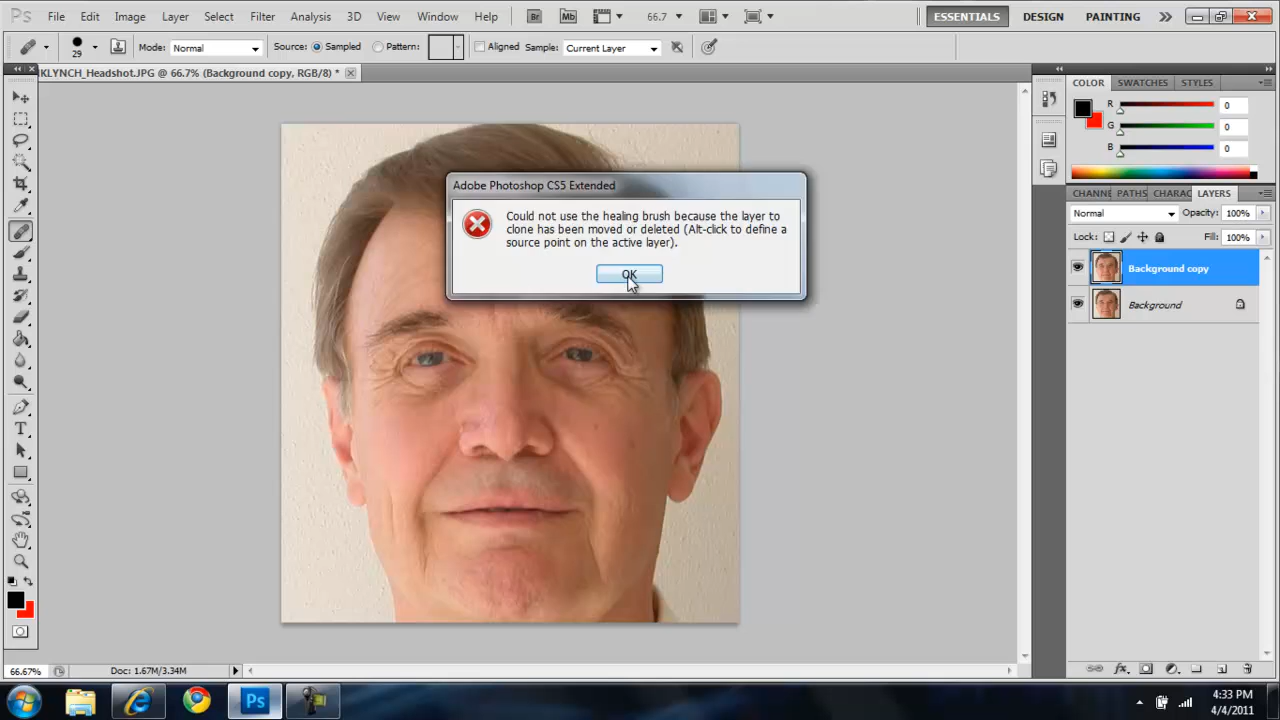 Ps File Edit Image Layer Select Filter Analysis 3D View Window Help Br Mb 66.7 ESSENTIALS DESIGN PAINTING
29 Mode: Normal Source: Sampled Pattern: Aligned Sample: Current Layer
KLYNCH_Headshot.JPG @ 66.7% (Background copy, RGB/8) *
COLOR SWATCHES STYLES
R 0
G 0
B 0
CHANNE PATHS CHARAC LAYERS
Normal Opacity: 100%
Lock: Fill: 100%
Background copy
Background
Adobe Photoshop CS5 Extended
Could not use the healing brush because the layer to
clone has been moved or deleted (Alt-click to define a
source point on the active layer).
OK
T
66.67% Doc: 1.67M/3.34M
fx
Ps
4:33 PM
4/4/2011